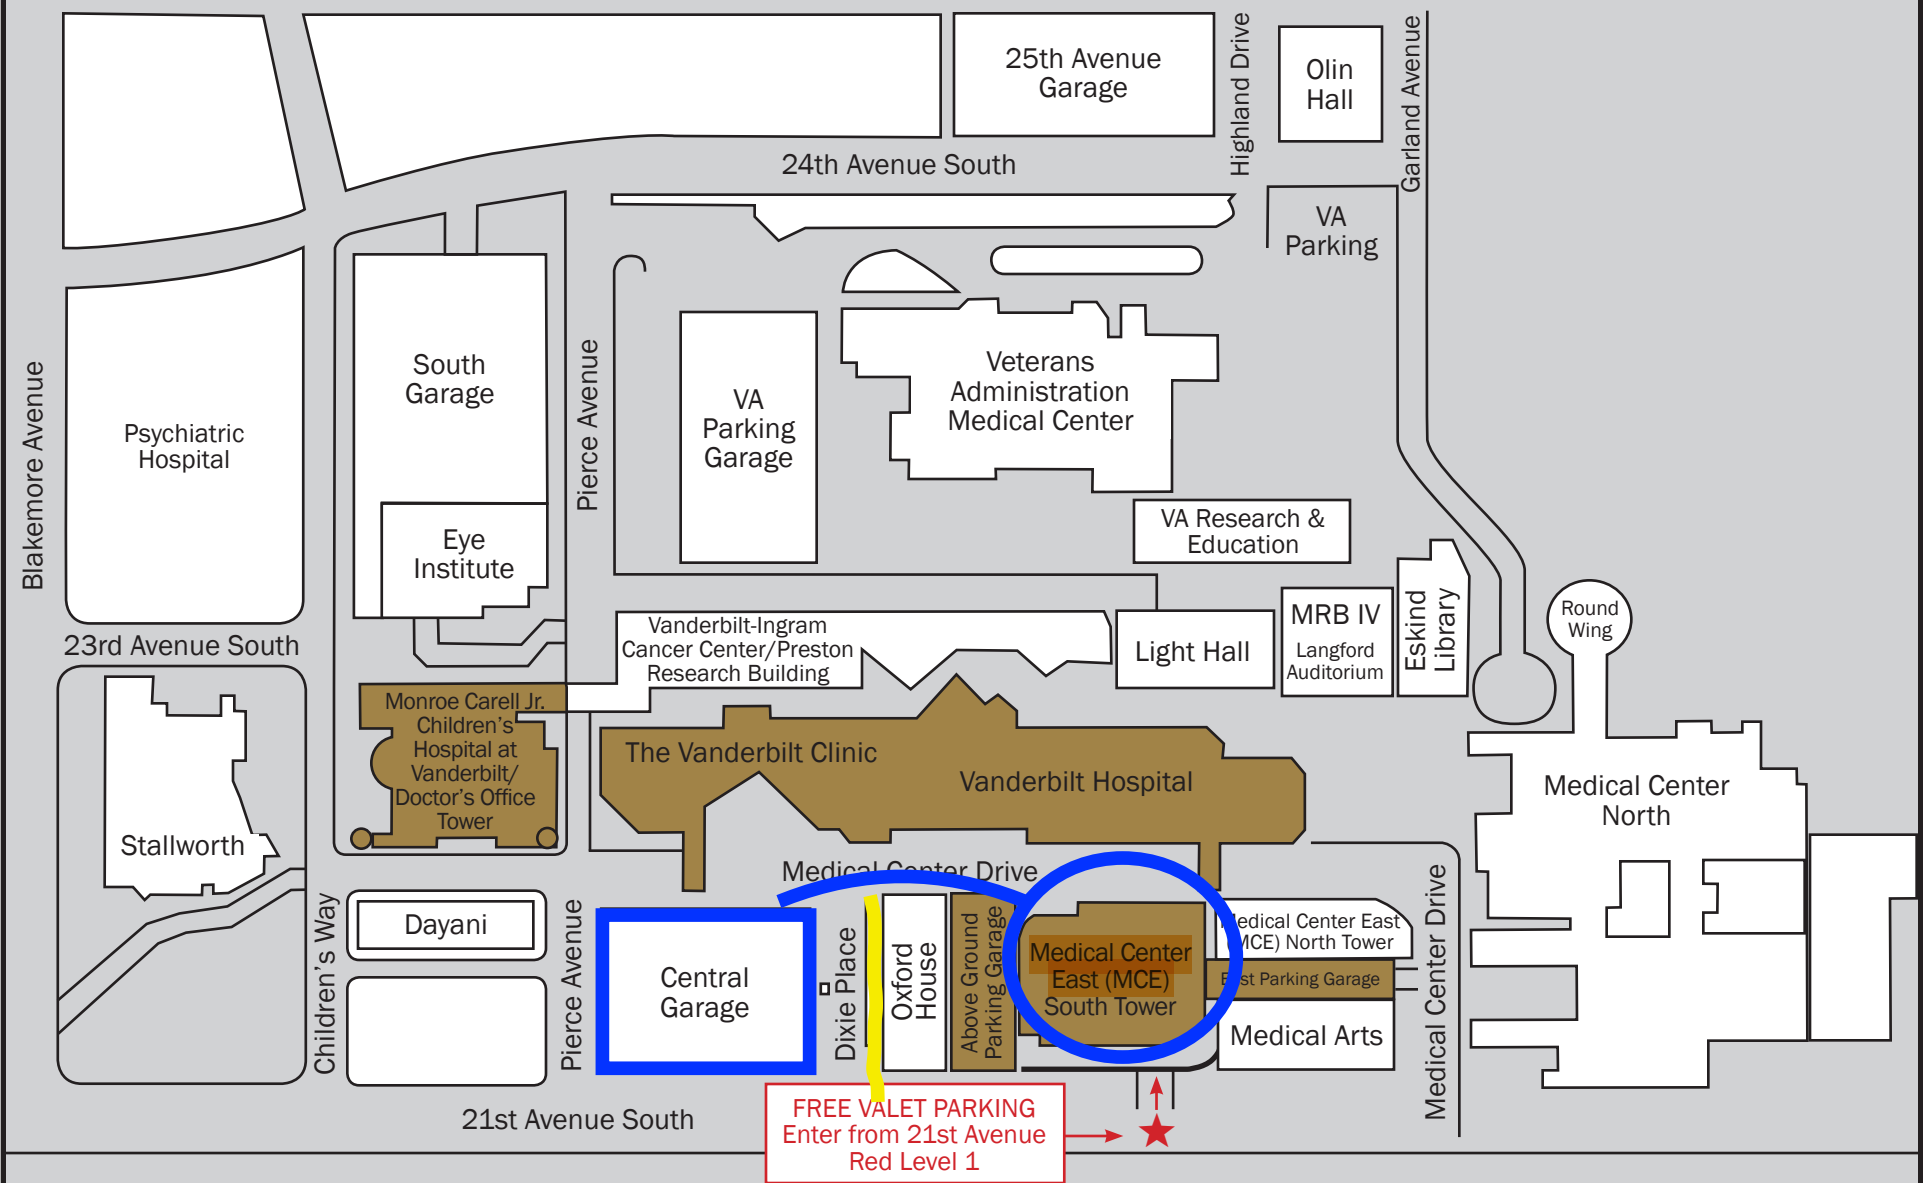 25th Avenue
Garage
Highland Drive
Olin
Hall
Garland Avenue
24th Avenue South
VA
Parking
Blakemore Avenue
Psychiatric
Hospital
South
Garage
Eye
Institute
Pierce Avenue
VA
Parking
Garage
Veterans
Administration
Medical Center
VA Research &
Education
23rd Avenue South
Vanderbilt-Ingram
Cancer Center/Preston
Research Building
Light Hall
MRB IV
Langford
Auditorium
Eskind
Library
Round
Wing
Monroe Carell Jr.
Children's
Hospital at
Vanderbilt/
Doctor's Office
Tower
The Vanderbilt Clinic
Vanderbilt Hospital
Medical Center
North
Stallworth
Medical Center Drive
Children's Way
Dayani
Pierce Avenue
Central
Garage
Dixie Place
Oxford
House
Above Ground
Parking Garage
Medical Center
East (MCE)
South Tower
Medical Center East
(MCE) North Tower
East Parking Garage
Medical Arts
Medical Center Drive
21st Avenue South
FREE VALET PARKING
Enter from 21st Avenue
Red Level 1